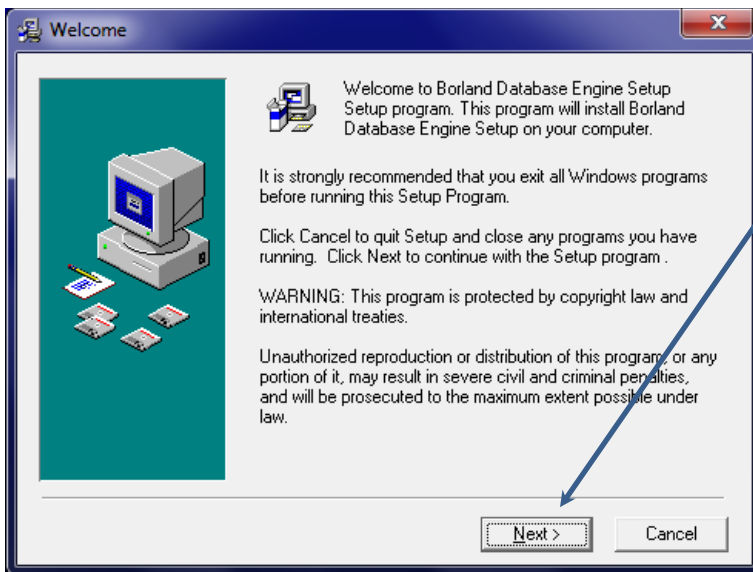 Welcome
Welcome to Borland Database Engine Setup
Setup program. This program will install Borland
Database Engine Setup on your computer.
It is strongly recommended that you exit all Windows programs
before running this Setup Program.
Click Cancel to quit Setup and close any programs you have
running. Click Next to continue with the Setup program .
WARNING: This program is protected by copyright law and
international treaties.
Unauthorized reproduction or distribution of this program, or any
portion of it, may result in severe civil and criminal penalties,
and will be prosecuted to the maximum extent possible under
law.
Next >
Cancel